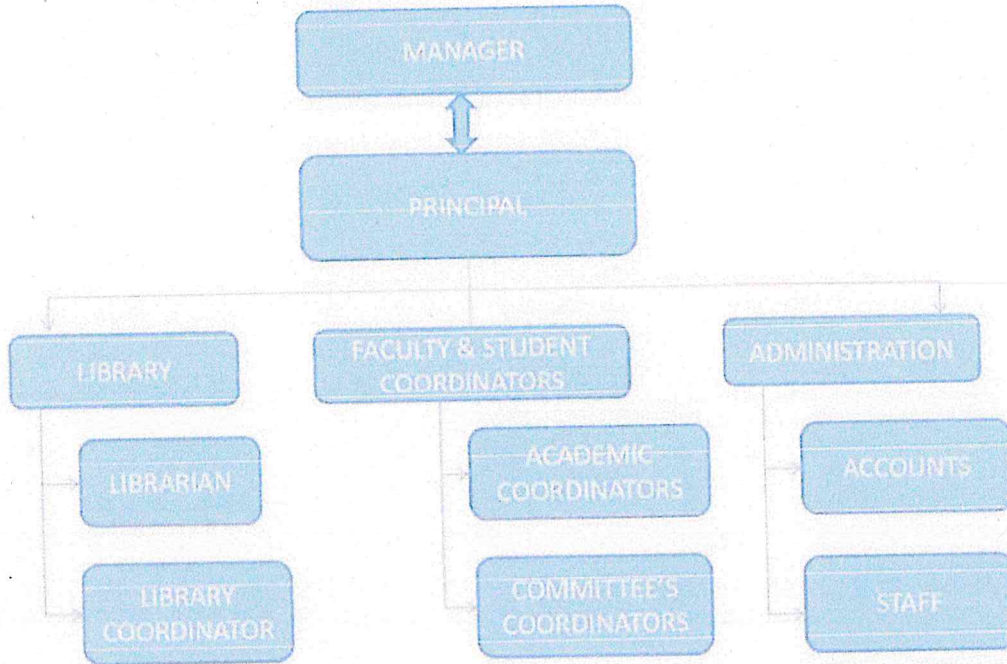 MANAGER
PRINCIPAL
LIBRARY
FACULTY & STUDENT
COORDINATORS
ADMINISTRATION
LIBRARIAN
ACADEMIC
COORDINATORS
ACCOUNTS
LIBRARY
COORDINATOR
COMMITTEE'S
COORDINATORS
STAFF